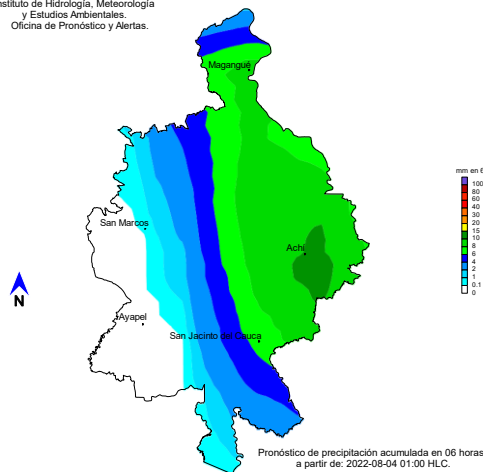 nstituto de Hidrología, Meteorología
y Estudios Ambientales.
Oficina de Pronóstico y Alertas.
Magangué
San Marcos
Achí
Ayapel
San Jacinto del Cauca
N
mm en 6
100
80
60
40
30
20
15
10
8
6
4
2
1
0.1
0
Pronóstico de precipitación acumulada en 06 horas
a partir de: 2022-08-04 01:00 HLC.